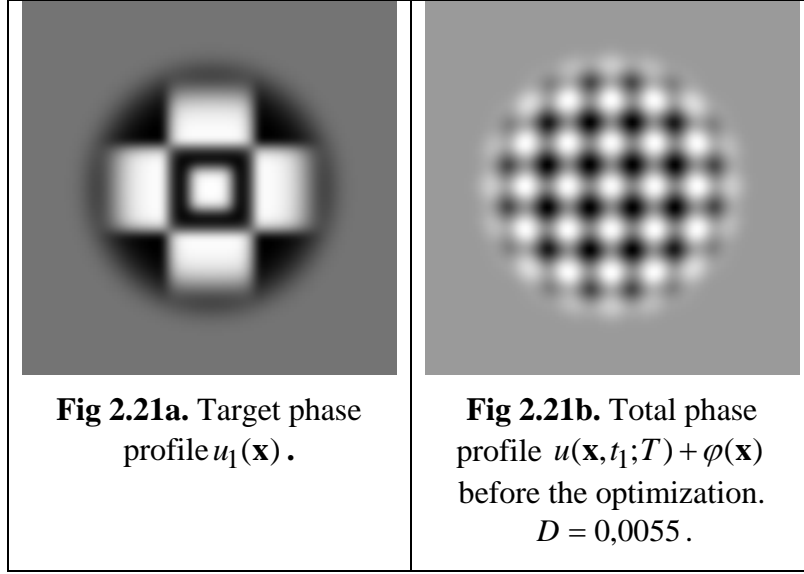 Fig 2.21a. Target phase
profile u₁(x) .
Fig 2.21b. Total phase
profile u(x,t₁;T) + φ(x)
before the optimization.
D = 0,0055 .